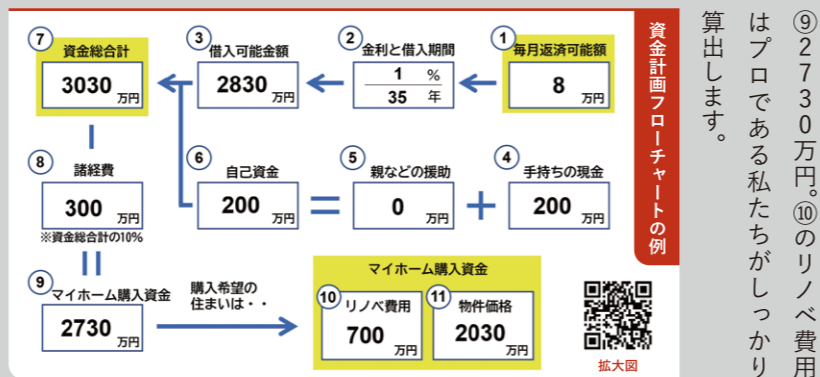 ⑨2730万円。⑩のリノベ費用
はプロである私たちがしっかり
算出します。
資金計画フローチャートの例
① 毎月返済可能額
8 万円
② 金利と借入期間
1 %
35 年
③ 借入可能金額
2830 万円
④ 手持ちの現金
200 万円
+
⑤ 親などの援助
0 万円
=
⑥ 自己資金
200 万円
⑦ 資金総合計
3030 万円
⑧ 諸経費
300 万円
※資金総合計の10%
⑨ マイホーム購入資金
2730 万円
購入希望の
住まいは・・
マイホーム購入資金
⑩ リノベ費用
700 万円
⑪ 物件価格
2030 万円
拡大図